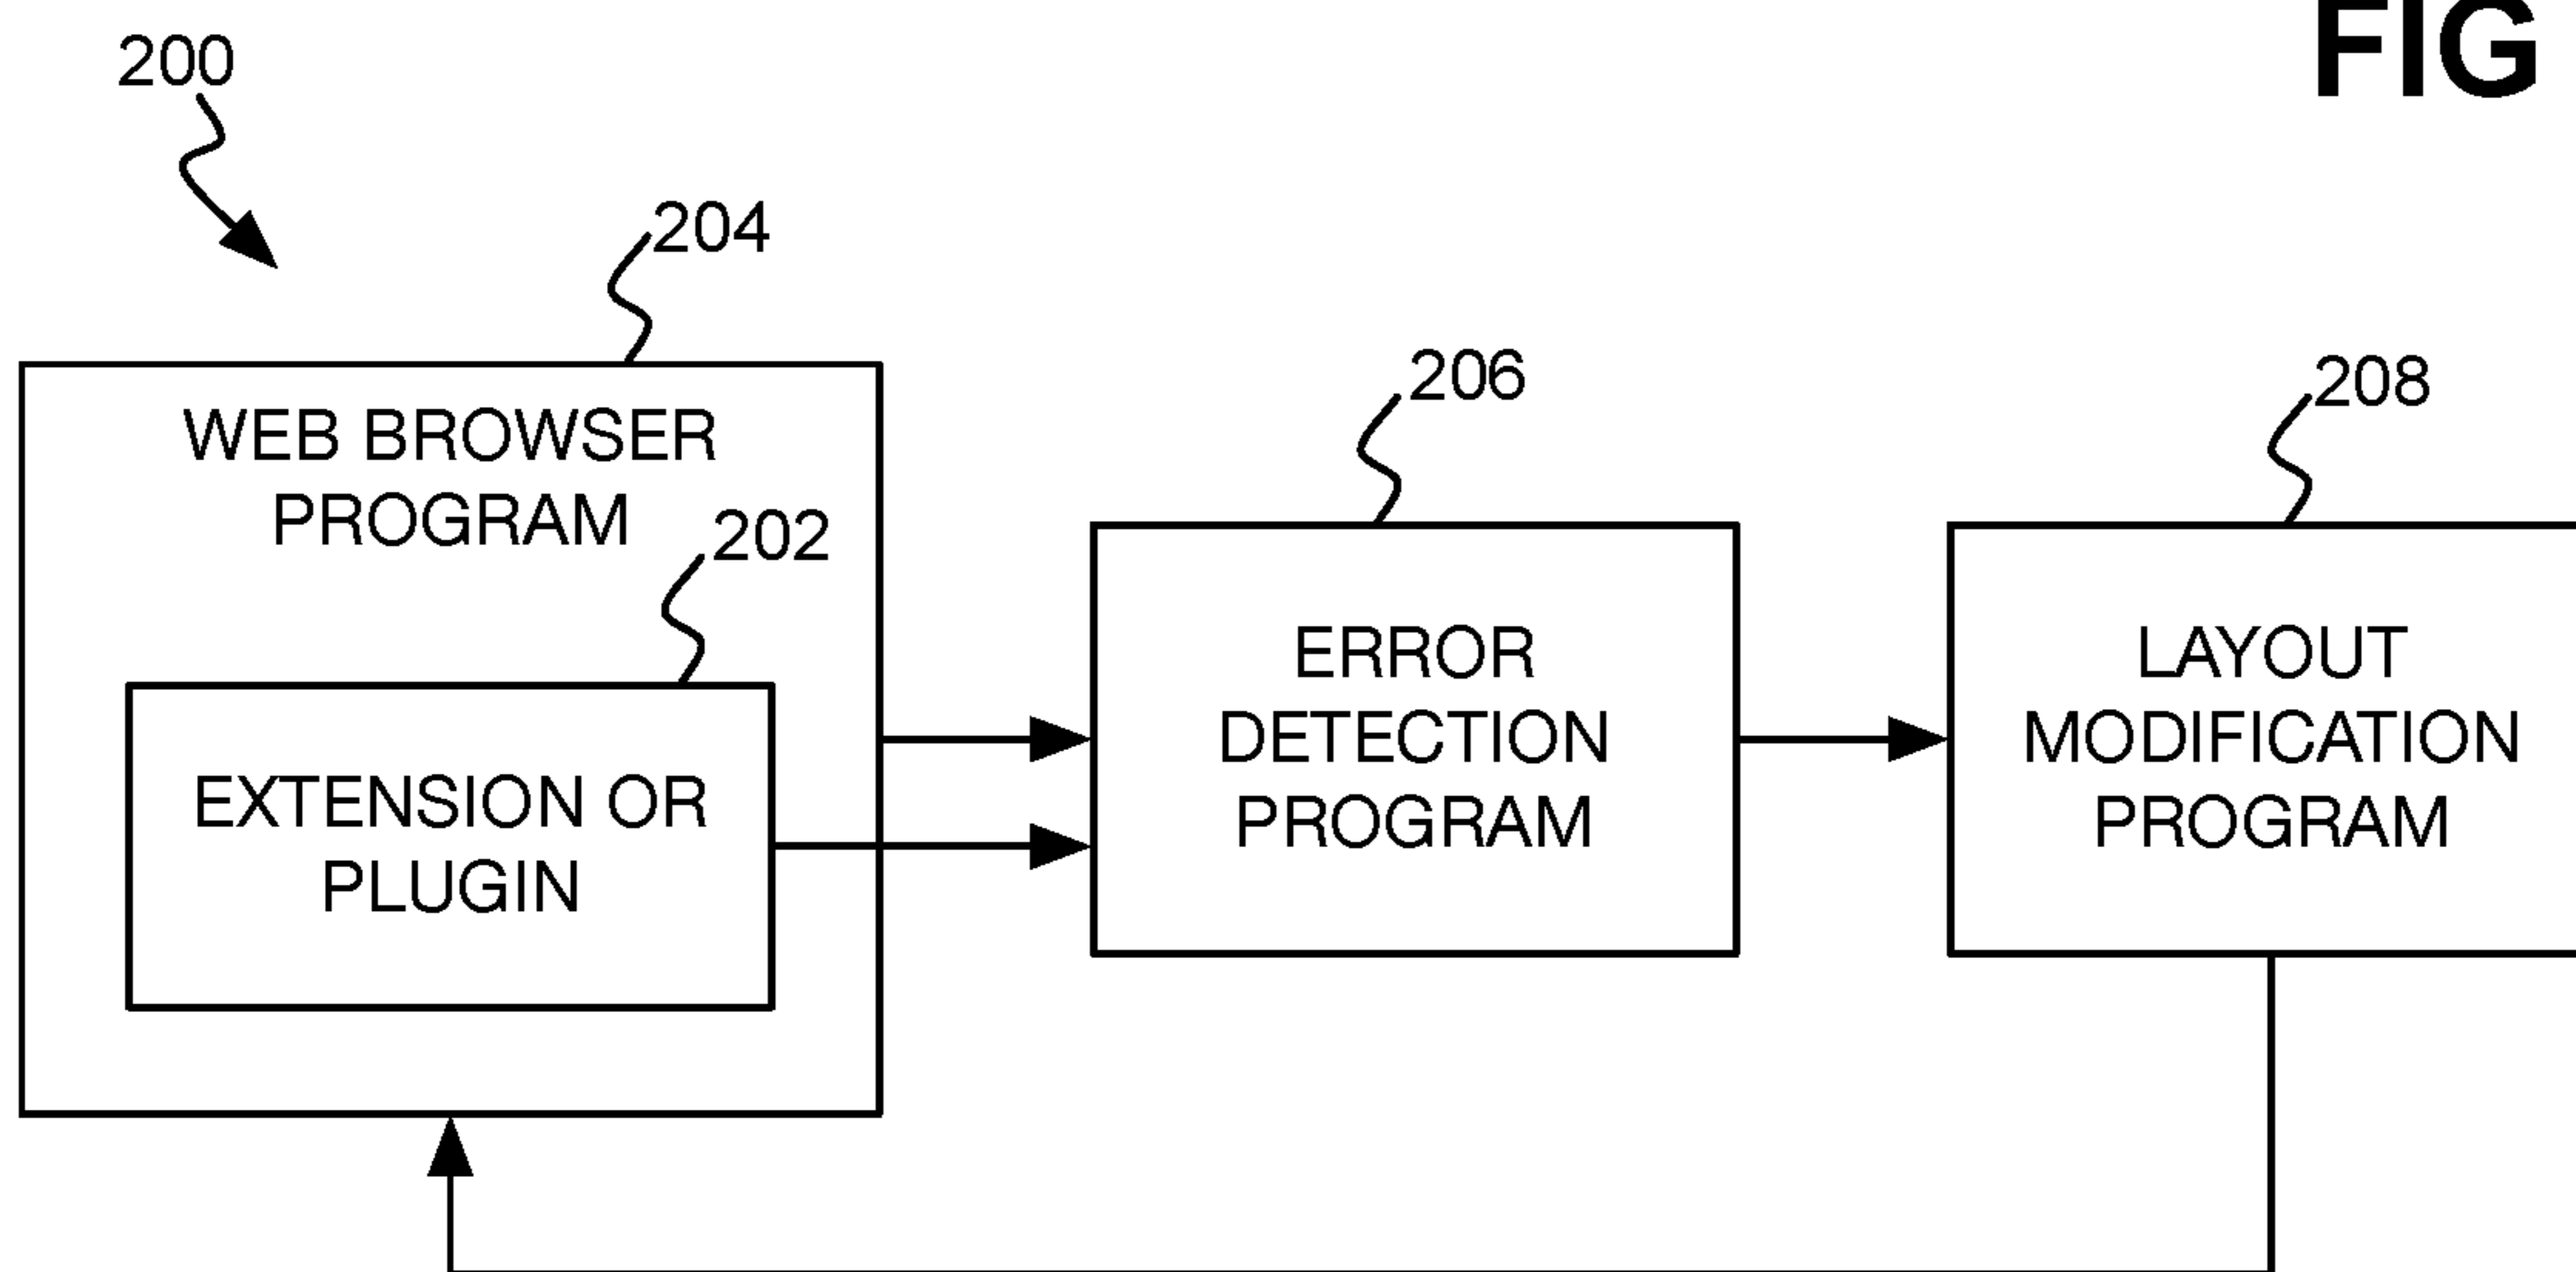 FIG
200
204
WEB BROWSER
PROGRAM
202
EXTENSION OR
PLUGIN
206
ERROR
DETECTION
PROGRAM
208
LAYOUT
MODIFICATION
PROGRAM